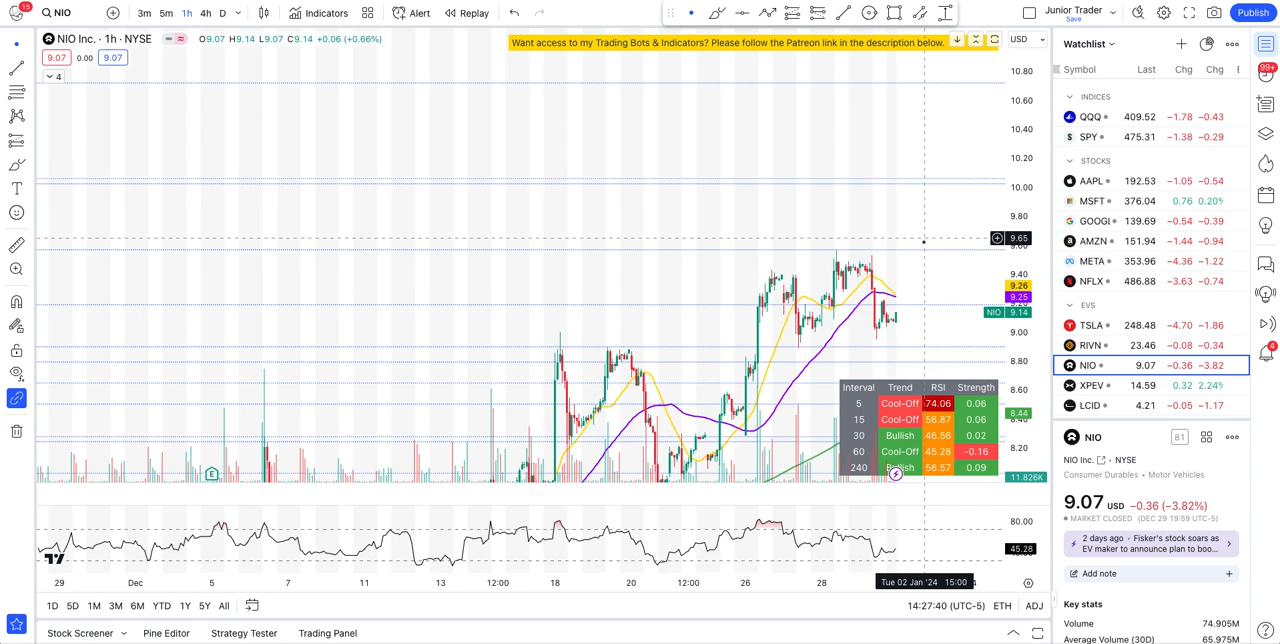 15
NIO
3m 5m 1h 4h D
Indicators
Alert
Replay
Junior Trader
Save
Publish
NIO Inc. · 1h · NYSE
O9.07 H9.14 L9.07 C9.14 +0.06 (+0.66%)
9.07 0.00 9.07
4
Want access to my Trading Bots & Indicators? Please follow the Patreon link in the description below.
USD
10.80
10.60
10.40
10.20
10.00
9.80
9.65
9.40
9.26
9.25
NIO 9.14
9.00
8.80
8.60
8.44
8.20
11.826K
80.00
45.28
Interval Trend RSI Strength
5 Cool-Off 74.06 0.06
15 Cool-Off 56.87 0.06
30 Bullish 46.56 0.02
60 Cool-Off 45.28 -0.16
240 Bullish 56.57 0.09
E
29 Dec 5 7 11 13 12:00 18 20 12:00 26 28
Tue 02 Jan '24 15:00
1D 5D 1M 3M 6M YTD 1Y 5Y All
14:27:40 (UTC-5) ETH ADJ
Stock Screener Pine Editor Strategy Tester Trading Panel
Watchlist
Symbol Last Chg Chg
INDICES
QQQ 409.52 −1.78 −0.43
SPY 475.31 −1.38 −0.29
STOCKS
AAPL 192.53 −1.05 −0.54
MSFT 376.04 0.76 0.20%
GOOGL 139.69 −0.54 −0.39
AMZN 151.94 −1.44 −0.94
META 353.96 −4.36 −1.22
NFLX 486.88 −3.63 −0.74
EVS
TSLA 248.48 −4.70 −1.86
RIVN 23.46 −0.08 −0.34
NIO 9.07 −0.36 −3.82
XPEV 14.59 0.32 2.24%
LCID 4.21 −0.05 −1.17
NIO
81
NIO Inc. · NYSE
Consumer Durables · Motor Vehicles
9.07 USD −0.36 (−3.82%)
MARKET CLOSED (DEC 29 19:59 UTC-5)
2 days ago · Fisker's stock soars as
EV maker to announce plan to boo...
Add note
Key stats
Volume 74.905M
Average Volume (30D) 65.975M
99+
4